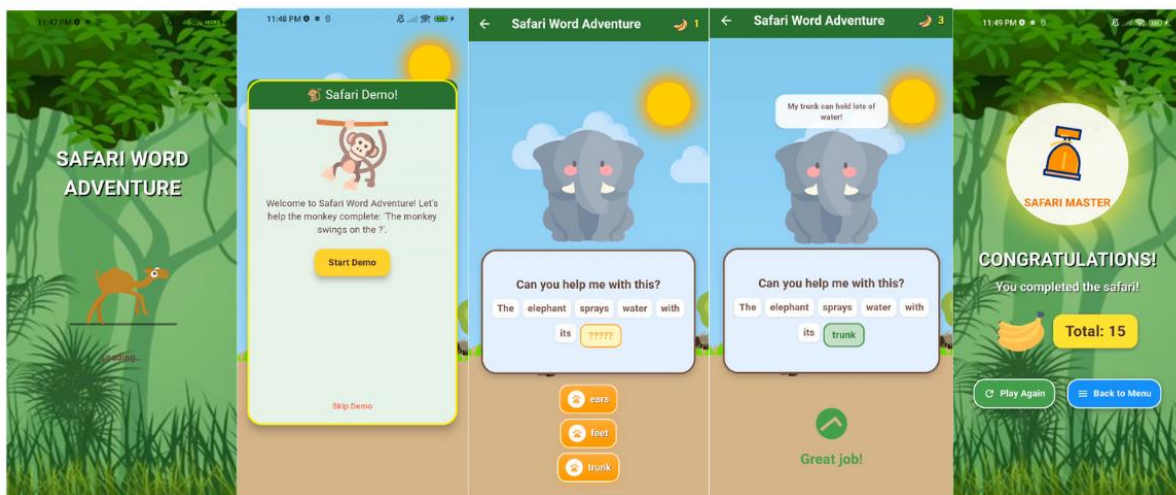 11:47 PM
SAFARI WORD
ADVENTURE
Loading...
11:48 PM
Safari Demo!
Welcome to Safari Word Adventure! Let's
help the monkey complete: 'The monkey
swings on the ?'.
Start Demo
Skip Demo
Safari Word Adventure 1
Can you help me with this?
The elephant sprays water with
its ?????
ears
feet
trunk
Safari Word Adventure 3
My trunk can hold lots of
water!
Can you help me with this?
The elephant sprays water with
its trunk
Great job!
11:49 PM
SAFARI MASTER
CONGRATULATIONS!
You completed the safari!
Total: 15
Play Again
Back to Menu